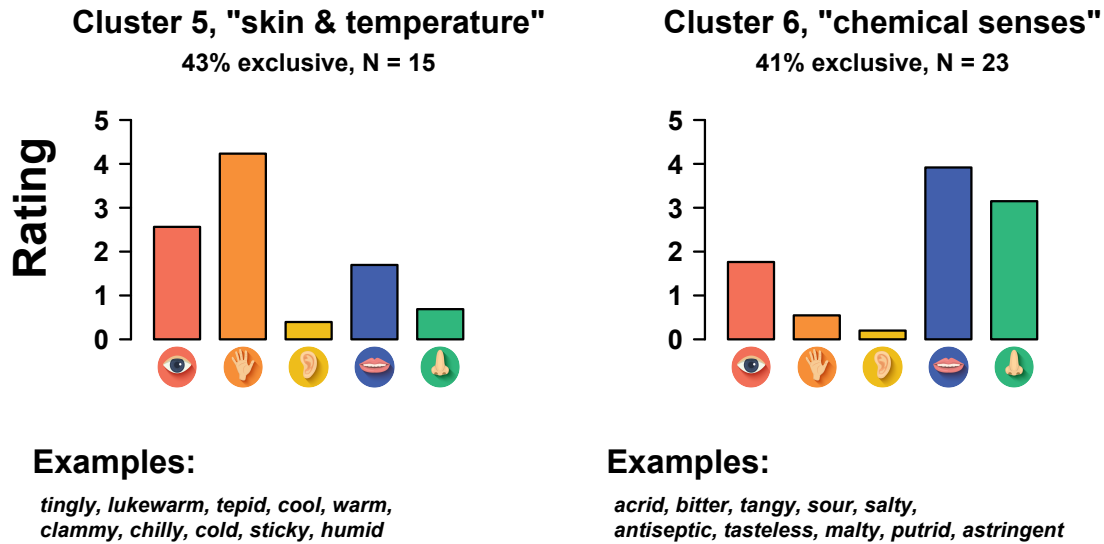 Cluster 5, "skin & temperature"
43% exclusive, N = 15
Rating
5
4
3
2
1
0
Examples:
tingly, lukewarm, tepid, cool, warm,
clammy, chilly, cold, sticky, humid
Cluster 6, "chemical senses"
41% exclusive, N = 23
5
4
3
2
1
0
Examples:
acrid, bitter, tangy, sour, salty,
antiseptic, tasteless, malty, putrid, astringent